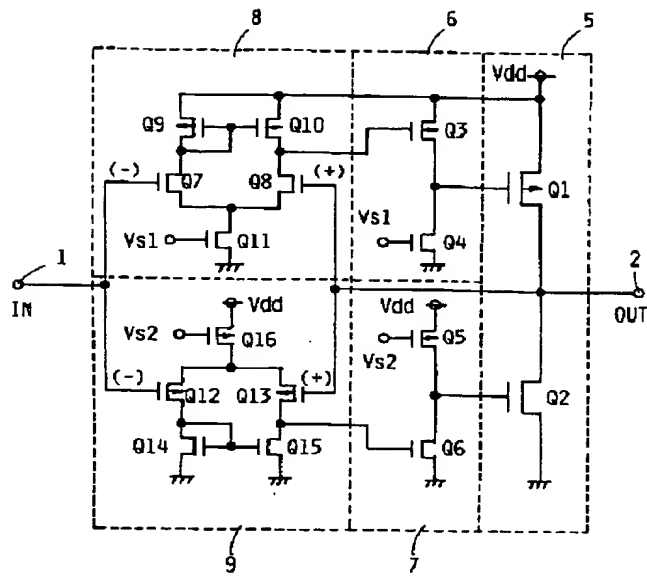 8
6
5
Vdd
Q9
Q10
Q3
(-)
Q7
Q8
(+)
Q1
Vs1
Q11
Vs1
Q4
1
2
IN
OUT
Vdd
Vdd
Vs2
Q16
Q5
Vs2
(-)
Q12
Q13
(+)
Q2
Q14
Q15
Q6
9
7